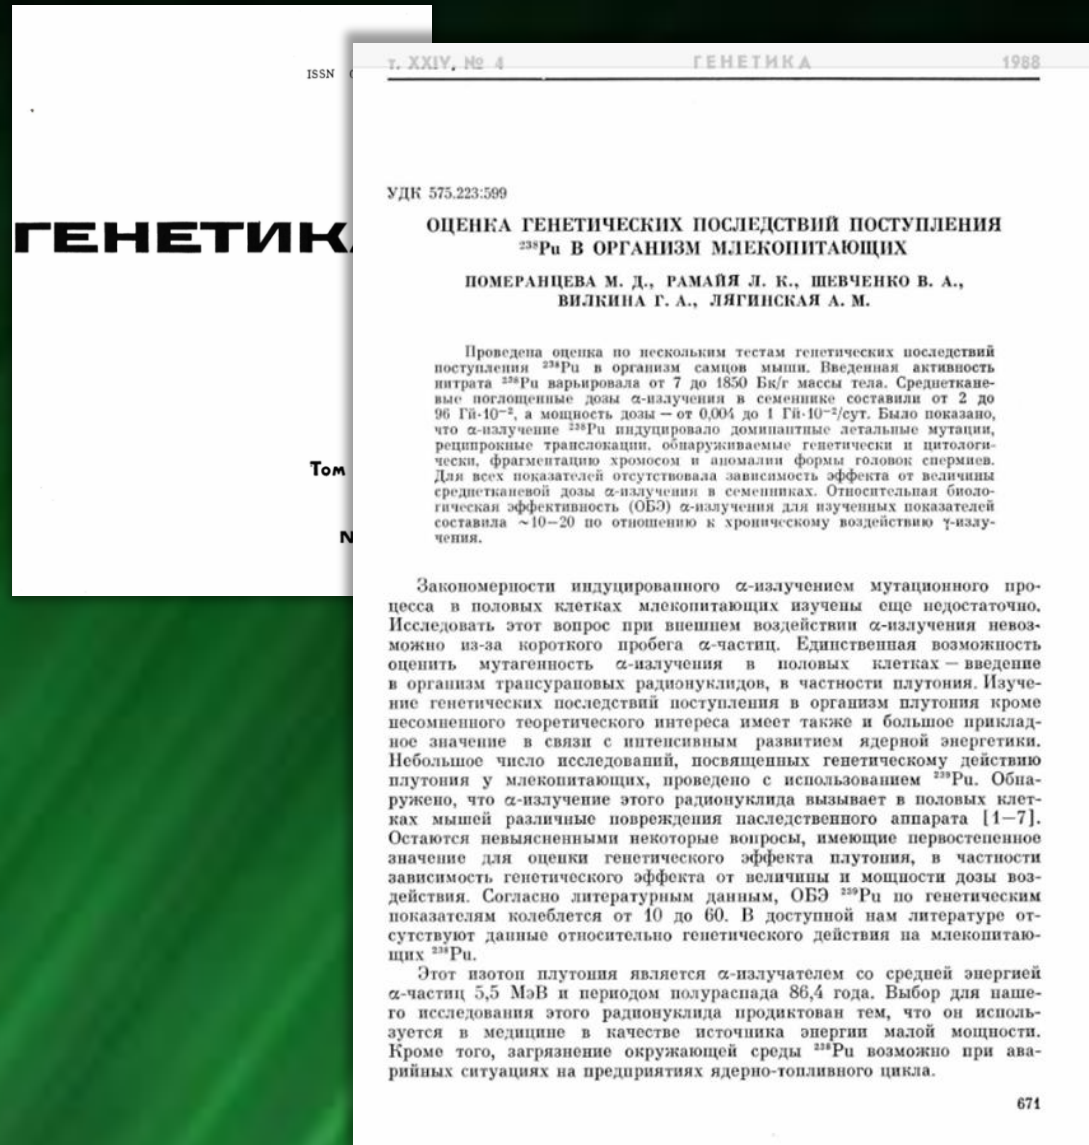 ISSN
ГЕНЕТИК
Том
т. XXIV, № 4 ГЕНЕТИКА 1988
УДК 575.223:599
ОЦЕНКА ГЕНЕТИЧЕСКИХ ПОСЛЕДСТВИЙ ПОСТУПЛЕНИЯ
²³⁸Pu В ОРГАНИЗМ МЛЕКОПИТАЮЩИХ
ПОМЕРАНЦЕВА М. Д., РАМАЙЯ Л. К., ШЕВЧЕНКО В. А.,
ВИЛКИНА Г. А., ЛЯГИНСКАЯ А. М.
Проведена оценка по нескольким тестам генетических последствий
поступления ²³⁸Pu в организм самцов мыши. Введенная активность
нитрата ²³⁸Pu варьировала от 7 до 1850 Бк/г массы тела. Среднеткане-
вые поглощенные дозы α-излучения в семеннике составили от 2 до
96 Гй·10⁻², а мощность дозы — от 0,004 до 1 Гй·10⁻²/сут. Было показано,
что α-излучение ²³⁸Pu индуцировало доминантные летальные мутации,
реципрокные транслокации, обнаруживаемые генетически и цитологи-
чески, фрагментацию хромосом и аномалии формы головок спермиев.
Для всех показателей отсутствовала зависимость эффекта от величины
среднетканевой дозы α-излучения в семенниках. Относительная биоло-
гическая эффективность (ОБЭ) α-излучения для изученных показателей
составила ~10—20 по отношению к хроническому воздействию γ-излу-
чения.
Закономерности индуцированного α-излучением мутационного про-
цесса в половых клетках млекопитающих изучены еще недостаточно.
Исследовать этот вопрос при внешнем воздействии α-излучения невоз-
можно из-за короткого пробега α-частиц. Единственная возможность
оценить мутагенность α-излучения в половых клетках — введение
в организм трансурановых радионуклидов, в частности плутония. Изуче-
ние генетических последствий поступления в организм плутония кроме
несомненного теоретического интереса имеет также и большое приклад-
ное значение в связи с интенсивным развитием ядерной энергетики.
Небольшое число исследований, посвященных генетическому действию
плутония у млекопитающих, проведено с использованием ²³⁹Pu. Обна-
ружено, что α-излучение этого радионуклида вызывает в половых клет-
ках мышей различные повреждения наследственного аппарата [1—7].
Остаются невыясненными некоторые вопросы, имеющие первостепенное
значение для оценки генетического эффекта плутония, в частности
зависимость генетического эффекта от величины и мощности дозы воз-
действия. Согласно литературным данным, ОБЭ ²³⁹Pu по генетическим
показателям колеблется от 10 до 60. В доступной нам литературе от-
сутствуют данные относительно генетического действия на млекопитаю-
щих ²³⁸Pu.
Этот изотоп плутония является α-излучателем со средней энергией
α-частиц 5,5 МэВ и периодом полураспада 86,4 года. Выбор для наше-
го исследования этого радионуклида продиктован тем, что он исполь-
зуется в медицине в качестве источника энергии малой мощности.
Кроме того, загрязнение окружающей среды ²³⁸Pu возможно при ава-
рийных ситуациях на предприятиях ядерно-топливного цикла.
671